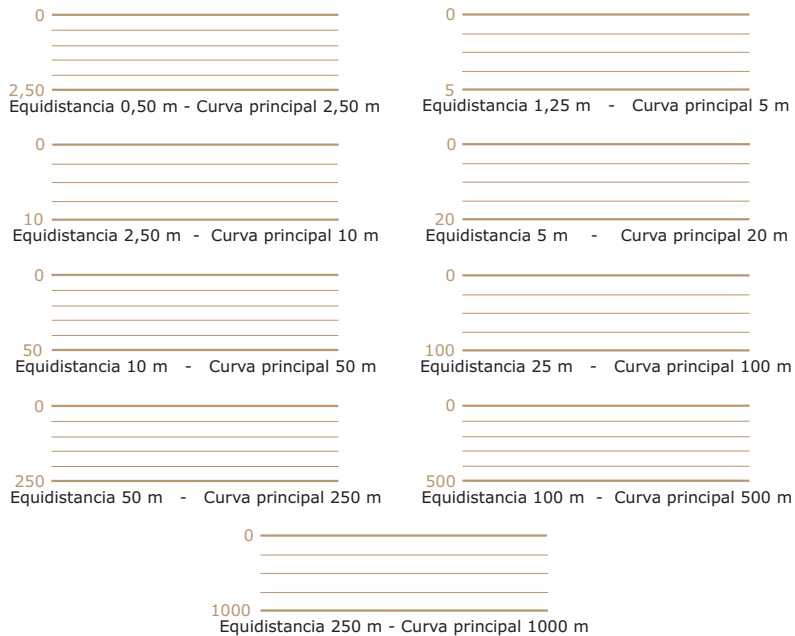 0
2,50
Equidistancia 0,50 m - Curva principal 2,50 m
0
5
Equidistancia 1,25 m - Curva principal 5 m
0
10
Equidistancia 2,50 m - Curva principal 10 m
0
20
Equidistancia 5 m - Curva principal 20 m
0
50
Equidistancia 10 m - Curva principal 50 m
0
100
Equidistancia 25 m - Curva principal 100 m
0
250
Equidistancia 50 m - Curva principal 250 m
0
500
Equidistancia 100 m - Curva principal 500 m
0
1000
Equidistancia 250 m - Curva principal 1000 m